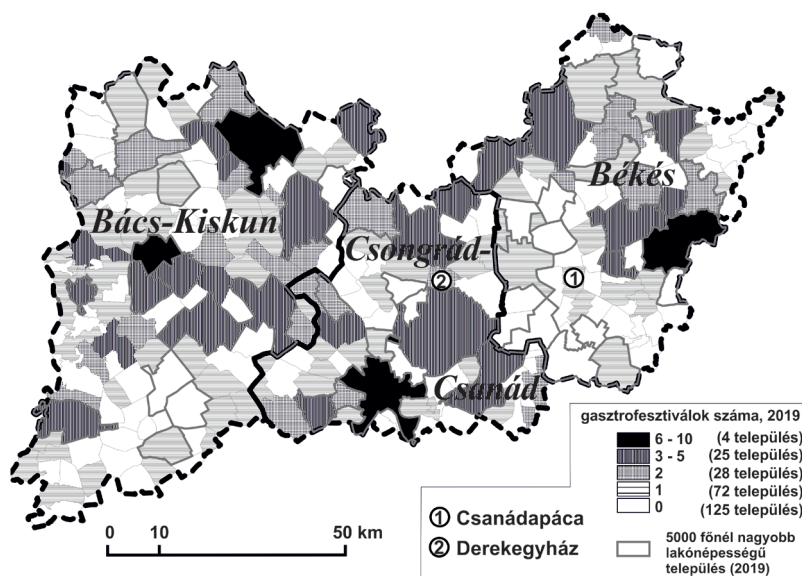 Békés
Bács-Kiskun
Csongrád-
②
①
Csanád
gasztrofesztiválok száma, 2019
6 - 10 (4 település)
3 - 5 (25 település)
2 (28 település)
1 (72 település)
0 (125 település)
① Csanádapáca
② Derekegyház
5000 főnél nagyobb
lakónépességű
település (2019)
0 10 50 km